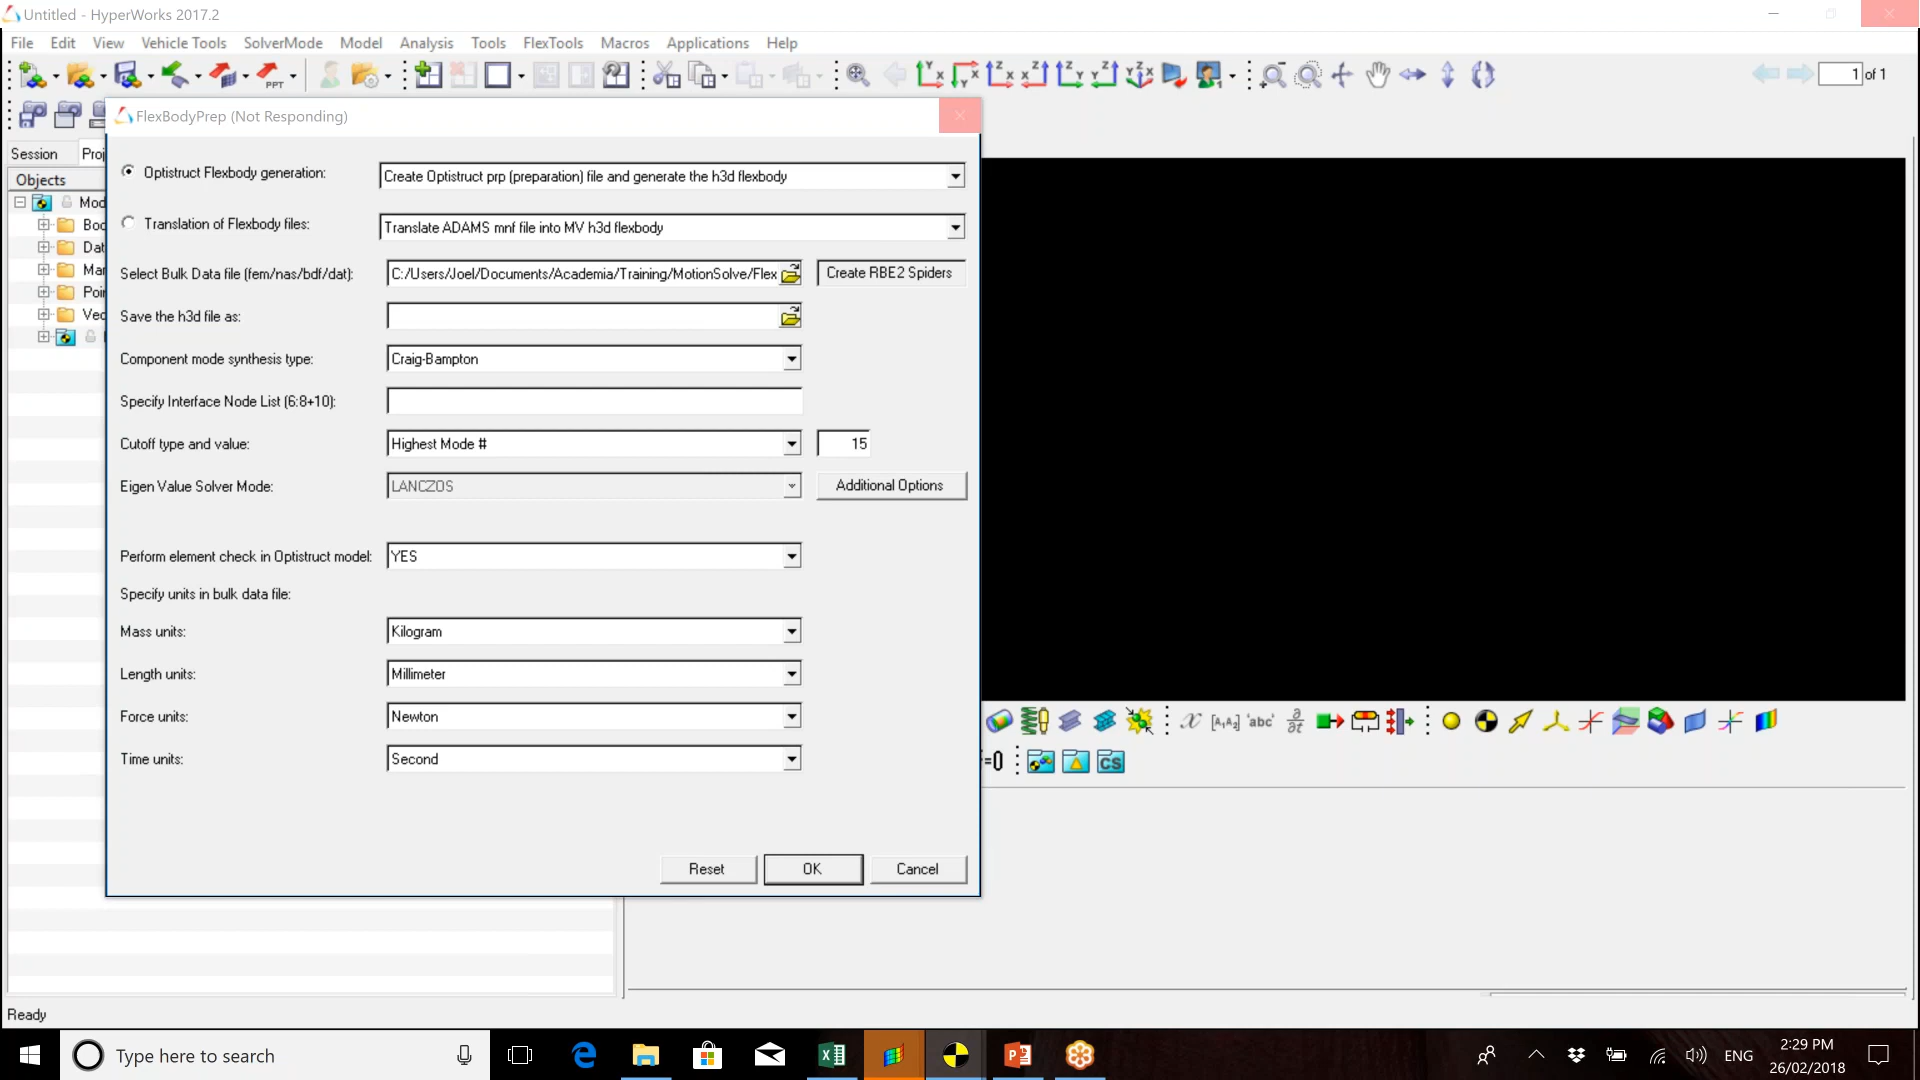 Untitled - HyperWorks 2017.2
File Edit View Vehicle Tools SolverMode Model Analysis Tools FlexTools Macros Applications Help
PPT
1 of 1
FlexBodyPrep (Not Responding)
Session
Optistruct Flexbody generation: Create Optistruct prp (preparation) file and generate the h3d flexbody
Objects
Translation of Flexbody files: Translate ADAMS mnf file into MV h3d flexbody
Select Bulk Data file (fem/nas/bdf/dat): C:/Users/Joel/Documents/Academia/Training/MotionSolve/Flex Create RBE2 Spiders
Save the h3d file as:
Component mode synthesis type: Craig-Bampton
Specify Interface Node List (6:8+10):
Cutoff type and value: Highest Mode # 15
Eigen Value Solver Mode: LANCZOS Additional Options
Perform element check in Optistruct model: YES
Specify units in bulk data file:
Mass units: Kilogram
Length units: Millimeter
Force units: Newton
Time units: Second
Reset OK Cancel
Ready
Type here to search
ENG
2:29 PM
26/02/2018